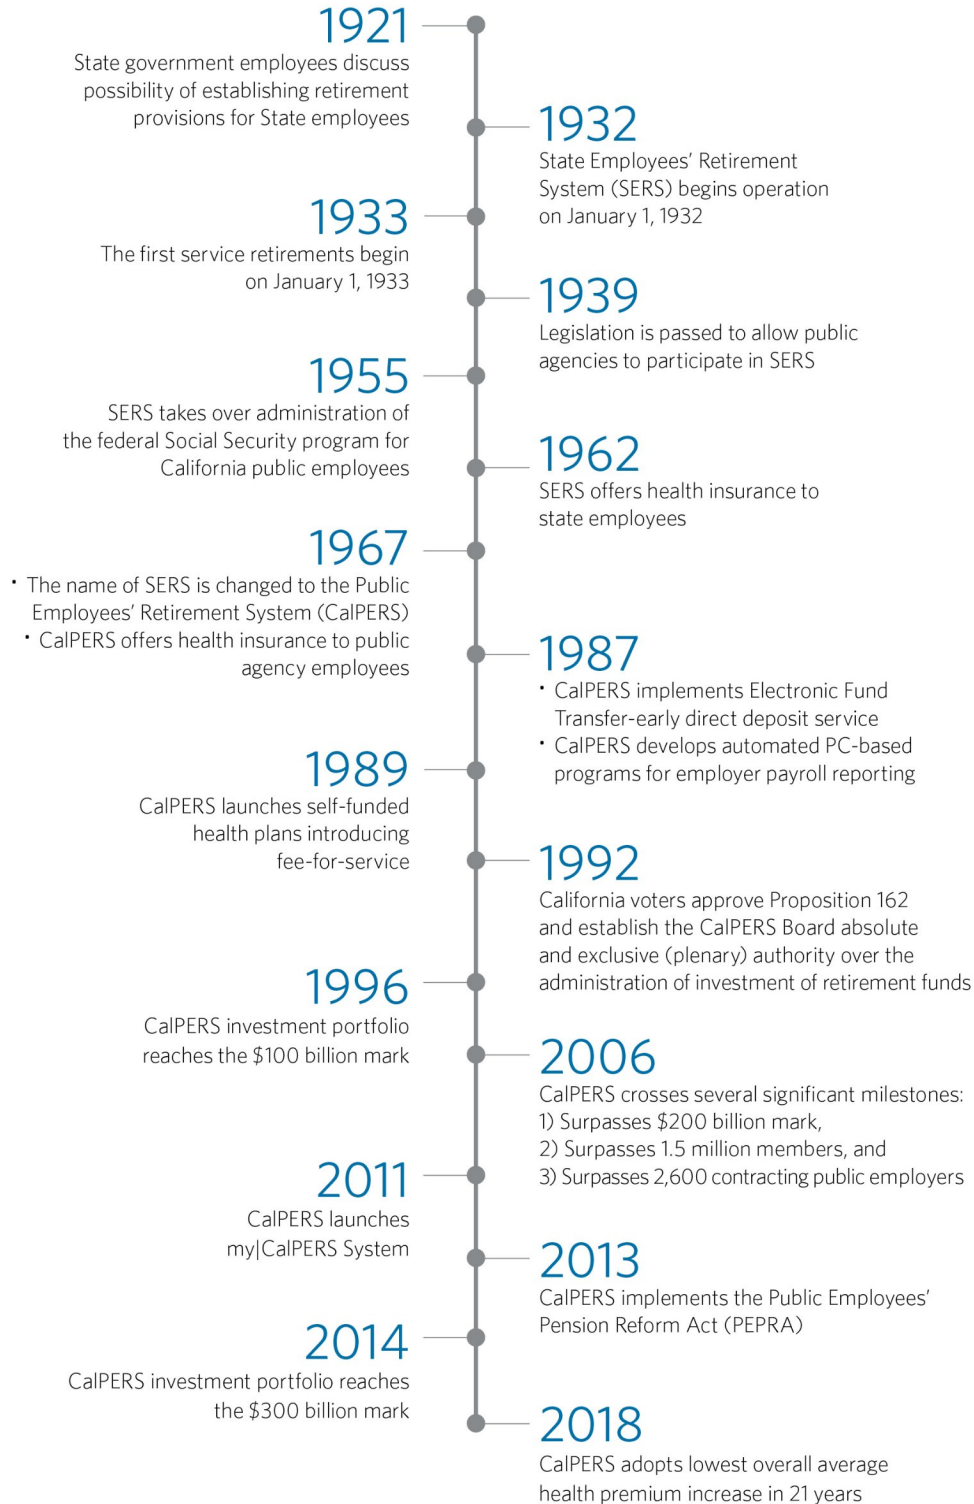 1921
State government employees discuss
possibility of establishing retirement
provisions for State employees
1932
State Employees’ Retirement
System (SERS) begins operation
on January 1, 1932
1933
The first service retirements begin
on January 1, 1933
1939
Legislation is passed to allow public
agencies to participate in SERS
1955
SERS takes over administration of
the federal Social Security program for
California public employees
1962
SERS offers health insurance to
state employees
1967
• The name of SERS is changed to the Public
Employees’ Retirement System (CalPERS)
• CalPERS offers health insurance to public
agency employees
1987
• CalPERS implements Electronic Fund
Transfer-early direct deposit service
• CalPERS develops automated PC-based
programs for employer payroll reporting
1989
CalPERS launches self-funded
health plans introducing
fee-for-service
1992
California voters approve Proposition 162
and establish the CalPERS Board absolute
and exclusive (plenary) authority over the
administration of investment of retirement funds
1996
CalPERS investment portfolio
reaches the $100 billion mark
2006
CalPERS crosses several significant milestones:
1) Surpasses $200 billion mark,
2) Surpasses 1.5 million members, and
3) Surpasses 2,600 contracting public employers
2011
CalPERS launches
my|CalPERS System
2013
CalPERS implements the Public Employees’
Pension Reform Act (PEPRA)
2014
CalPERS investment portfolio reaches
the $300 billion mark
2018
CalPERS adopts lowest overall average
health premium increase in 21 years